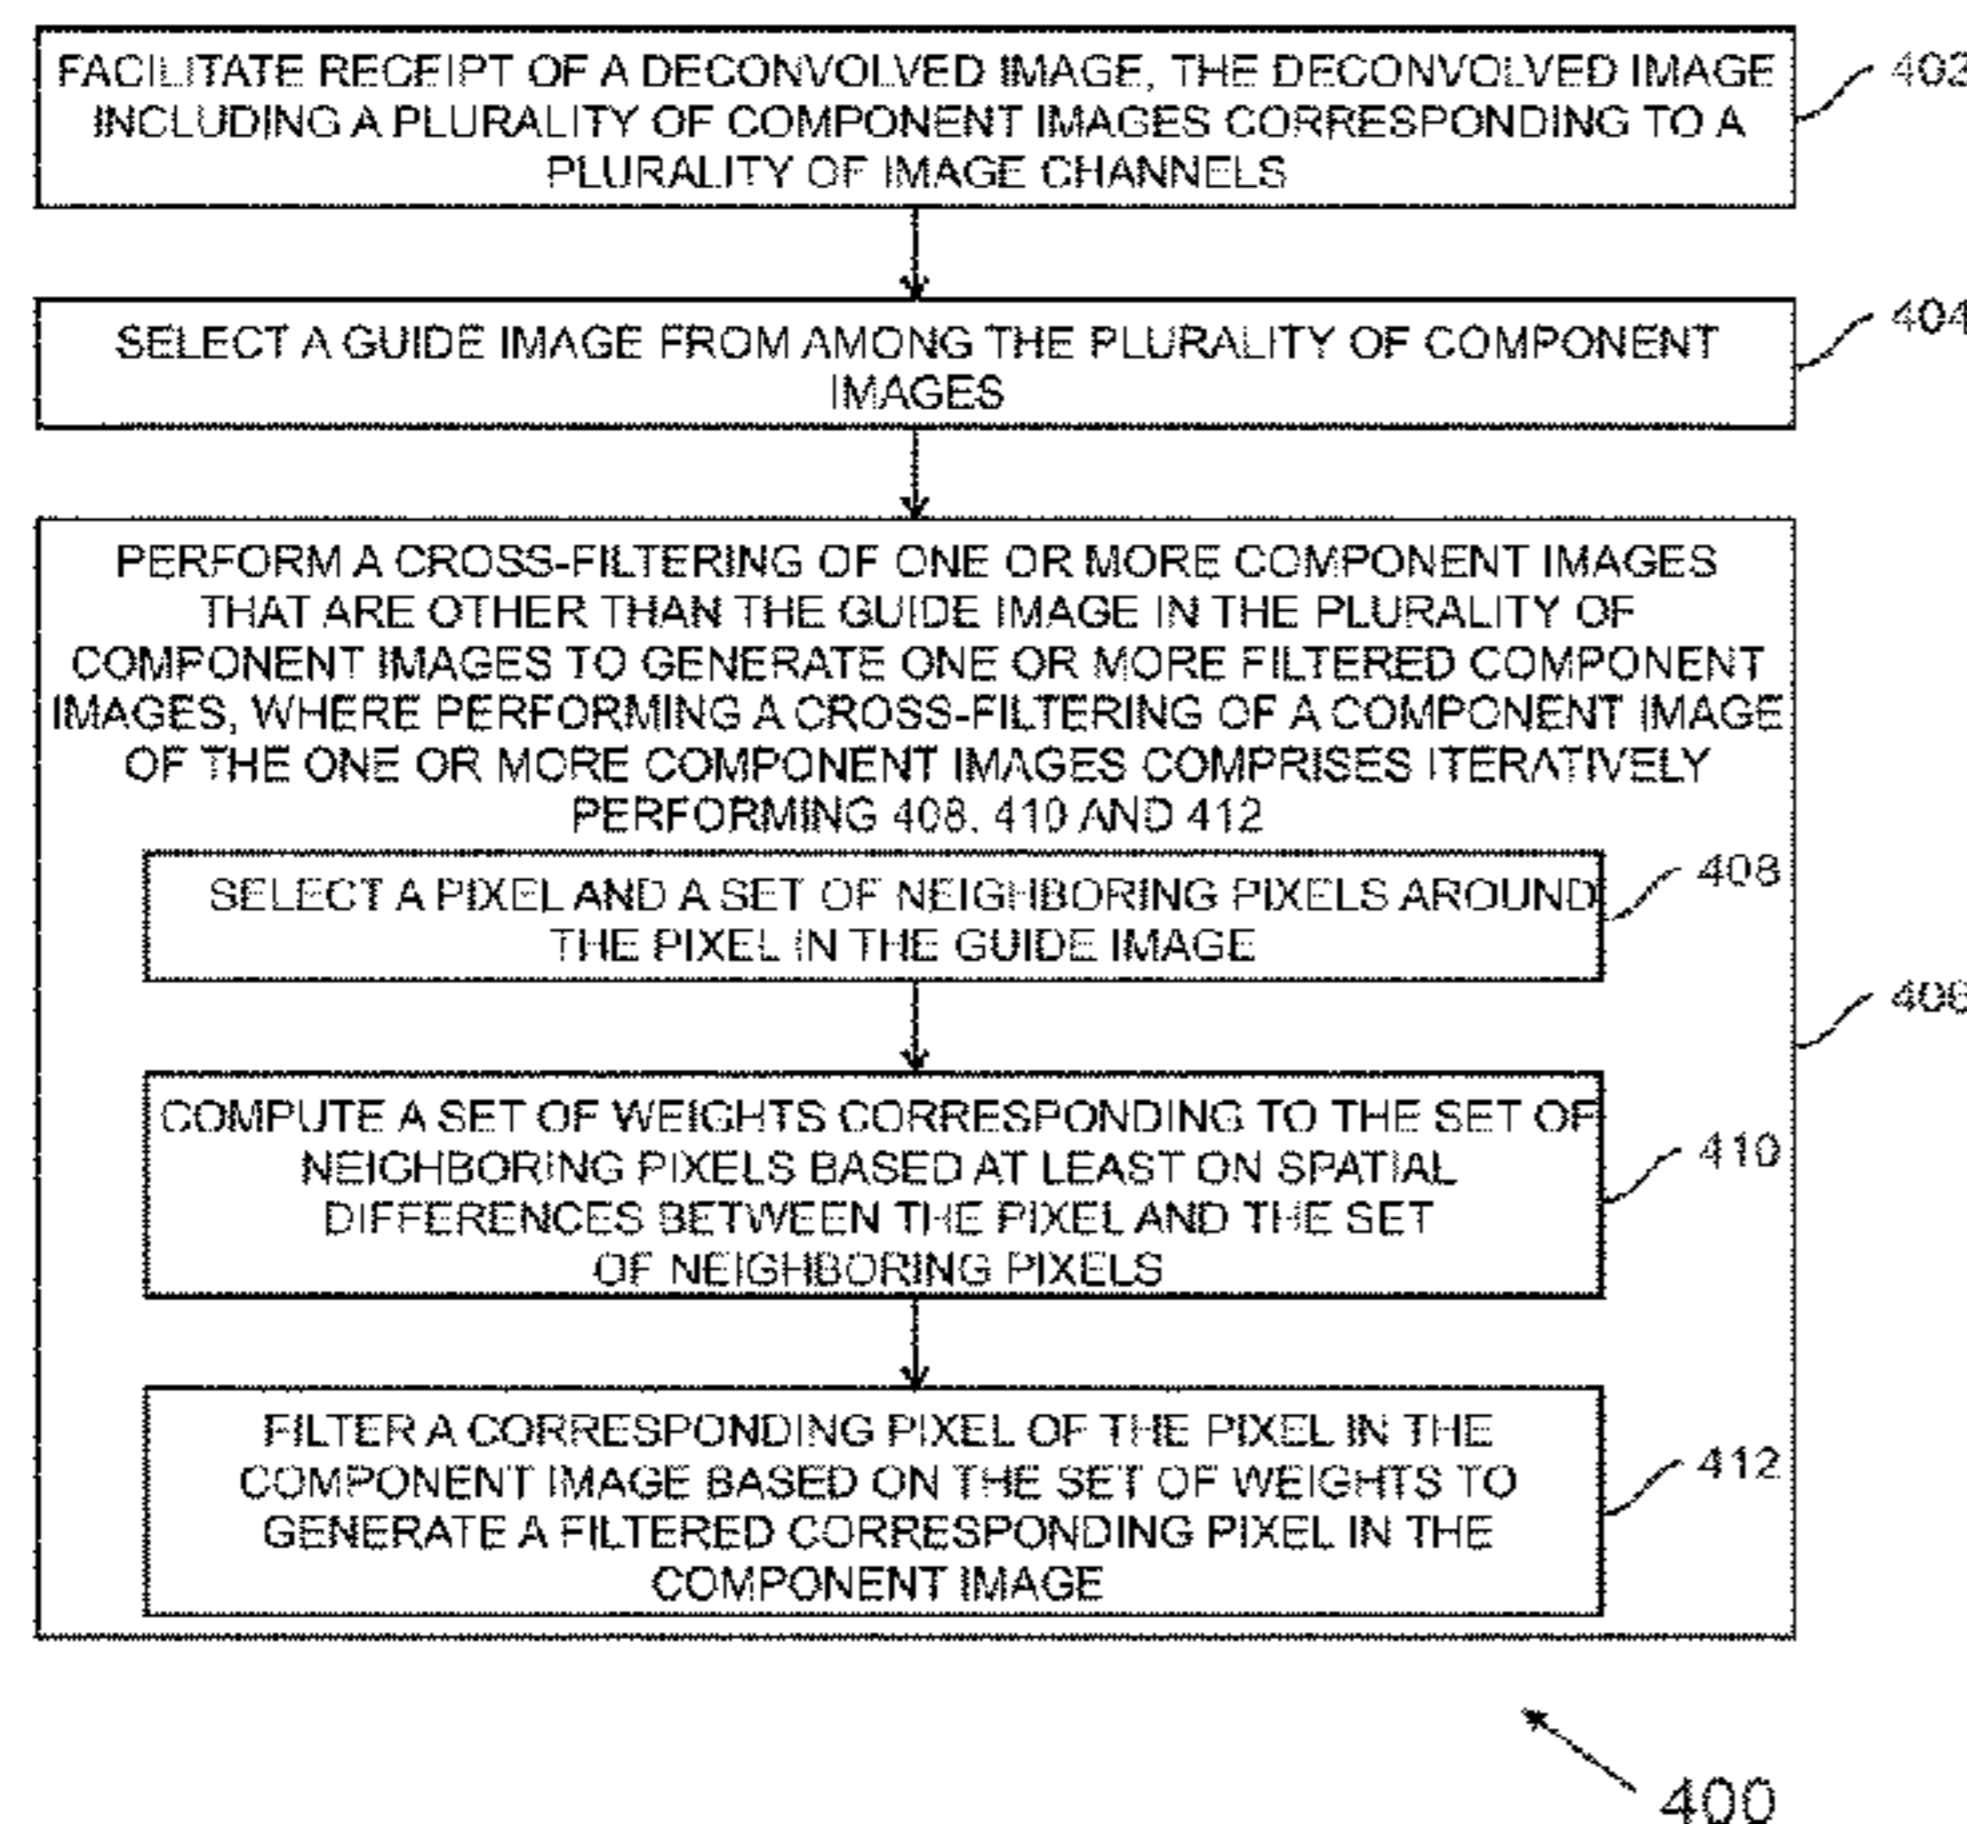 FACILITATE RECEIPT OF A DECONVOLVED IMAGE, THE DECONVOLVED IMAGE
INCLUDING A PLURALITY OF COMPONENT IMAGES CORRESPONDING TO A
PLURALITY OF IMAGE CHANNELS
402
SELECT A GUIDE IMAGE FROM AMONG THE PLURALITY OF COMPONENT
IMAGES
404
PERFORM A CROSS-FILTERING OF ONE OR MORE COMPONENT IMAGES
THAT ARE OTHER THAN THE GUIDE IMAGE IN THE PLURALITY OF
COMPONENT IMAGES TO GENERATE ONE OR MORE FILTERED COMPONENT
IMAGES, WHERE PERFORMING A CROSS-FILTERING OF A COMPONENT IMAGE
OF THE ONE OR MORE COMPONENT IMAGES COMPRISES ITERATIVELY
PERFORMING 408, 410 AND 412
SELECT A PIXEL AND A SET OF NEIGHBORING PIXELS AROUND
THE PIXEL IN THE GUIDE IMAGE
408
406
COMPUTE A SET OF WEIGHTS CORRESPONDING TO THE SET OF
NEIGHBORING PIXELS BASED AT LEAST ON SPATIAL
DIFFERENCES BETWEEN THE PIXEL AND THE SET
OF NEIGHBORING PIXELS
410
FILTER A CORRESPONDING PIXEL OF THE PIXEL IN THE
COMPONENT IMAGE BASED ON THE SET OF WEIGHTS TO
GENERATE A FILTERED CORRESPONDING PIXEL IN THE
COMPONENT IMAGE
412
400